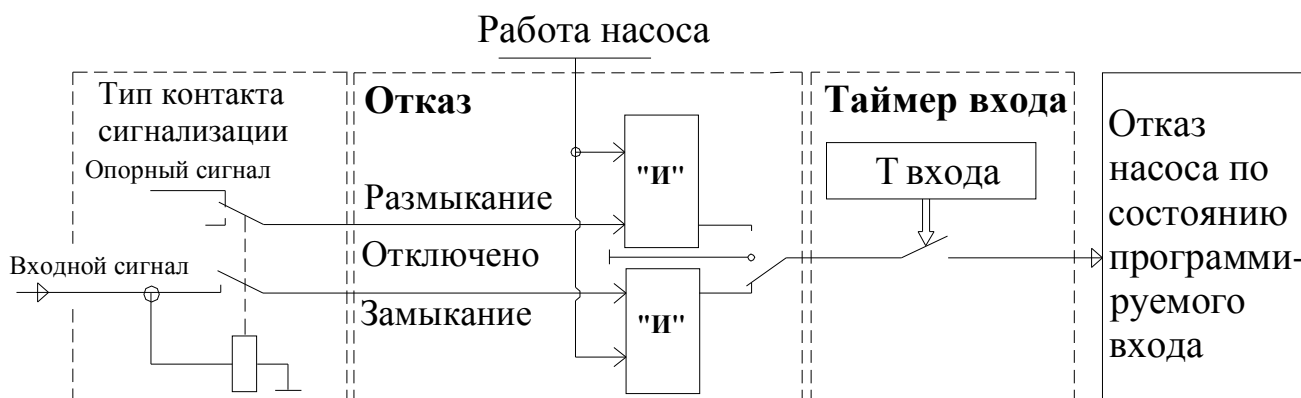 Работа насоса
Тип контакта
сигнализации
Опорный сигнал
Входной сигнал
Отказ
"И"
Размыкание
Отключено
Замыкание
"И"
Таймер входа
Т входа
Отказ
насоса по
состоянию
программи-
руемого
входа